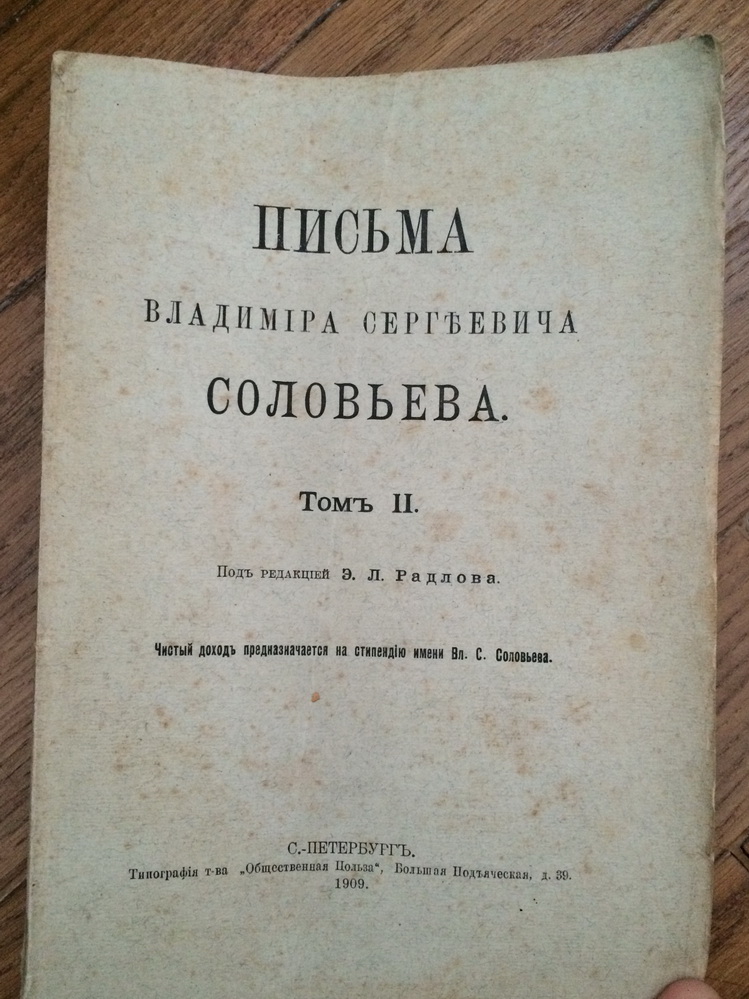 ПИСЬМА
ВЛАДИМІРА СЕРГѢЕВИЧА
СОЛОВЬЕВА.
Томъ II.
Подъ редакціей Э. Л. Радлова.
Чистый доходъ предназначается на стипендію имени Вл. С. Соловьева.
С.-ПЕТЕРБУРГЪ.
Типографія т-ва „Общественная Польза“, Большая Подъяческая, д. 39.
1909.